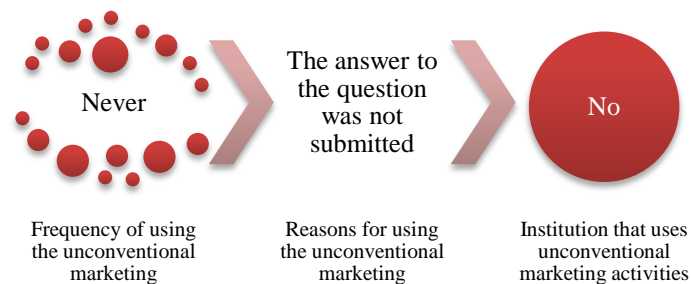 Never
The answer to
the question
was not
submitted
No
Frequency of using
the unconventional
marketing
Reasons for using
the unconventional
marketing
Institution that uses
unconventional
marketing activities